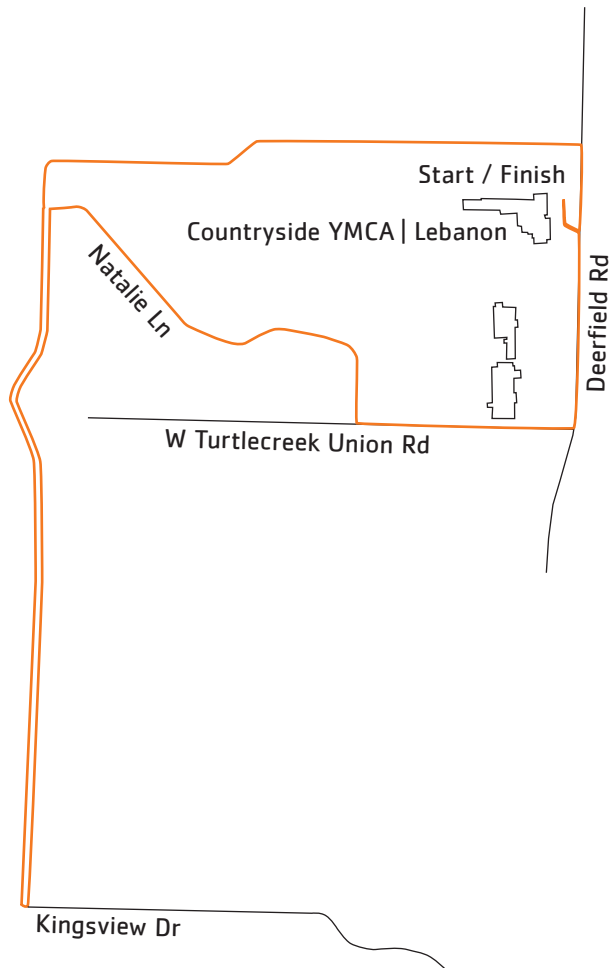 Start / Finish
Countryside YMCA | Lebanon
Natalie Ln
Deerfield Rd
W Turtlecreek Union Rd
Kingsview Dr